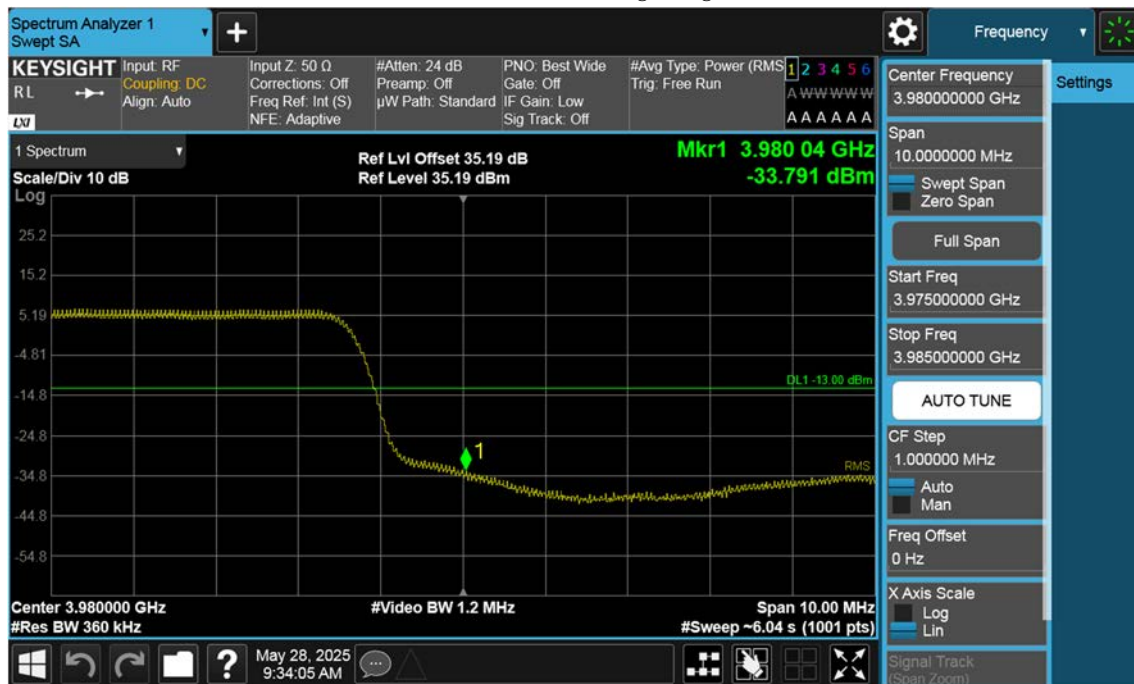 Spectrum Analyzer 1
Swept SA
+
Frequency
KEYSIGHT
RL
LXI
Input: RF
Coupling: DC
Align: Auto
Input Z: 50 Ω
Corrections: Off
Freq Ref: Int (S)
NFE: Adaptive
#Atten: 24 dB
Preamp: Off
µW Path: Standard
PNO: Best Wide
Gate: Off
IF Gain: Low
Sig Track: Off
#Avg Type: Power (RMS
Trig: Free Run
1 2 3 4 5 6
A W W W W W
A A A A A A
1 Spectrum
Scale/Div 10 dB
Log
Ref Lvl Offset 35.19 dB
Ref Level 35.19 dBm
Mkr1 3.980 04 GHz
-33.791 dBm
25.2
15.2
5.19
-4.81
-14.8
-24.8
-34.8
-44.8
-54.8
DL1 -13.00 dBm
1
RMS
Center 3.980000 GHz
#Res BW 360 kHz
#Video BW 1.2 MHz
Span 10.00 MHz
#Sweep ~6.04 s (1001 pts)
Center Frequency
3.980000000 GHz
Settings
Span
10.0000000 MHz
Swept Span
Zero Span
Full Span
Start Freq
3.975000000 GHz
Stop Freq
3.985000000 GHz
AUTO TUNE
CF Step
1.000000 MHz
Auto
Man
Freq Offset
0 Hz
X Axis Scale
Log
Lin
Signal Track
(Span Zoom)
?
May 28, 2025
9:34:05 AM